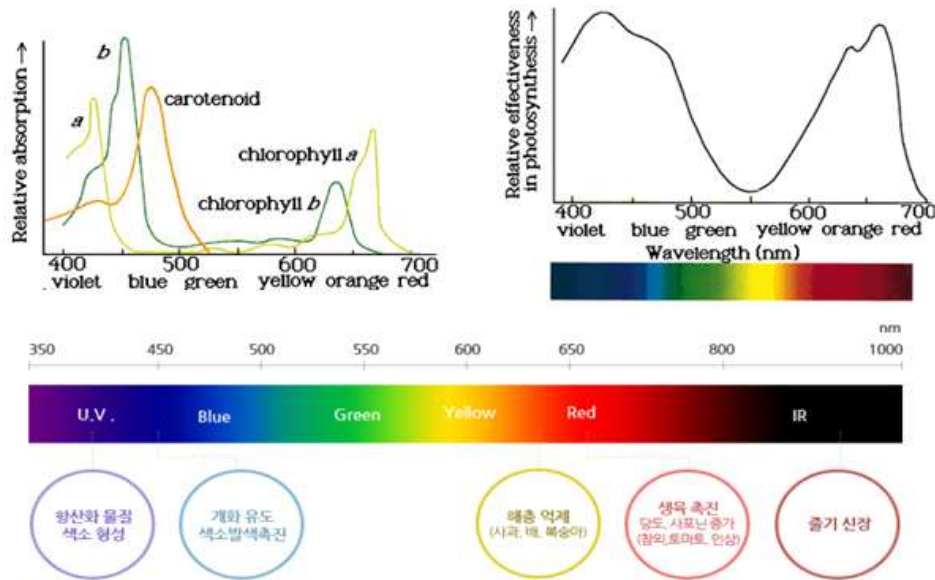 Relative absorption →
a
b
carotenoid
chlorophyll a
chlorophyll b
400 500 600 700
violet blue green yellow orange red
Relative effectiveness
in photosynthesis →
400 500 600 700
violet blue green yellow orange red
Wavelength (nm)
nm
350 450 500 550 600 650 800 1000
U.V. Blue Green Yellow Red IR
항산화 물질
색소 형성
개화 유도
색소발색촉진
해충 억제
(사과, 배, 복숭아)
생육 촉진
당도, 사포닌 증가
(참외,토마토, 인삼)
줄기 신장